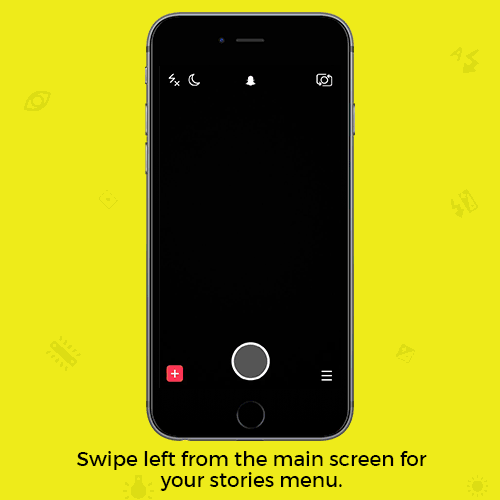 Swipe left from the main screen for
your stories menu.